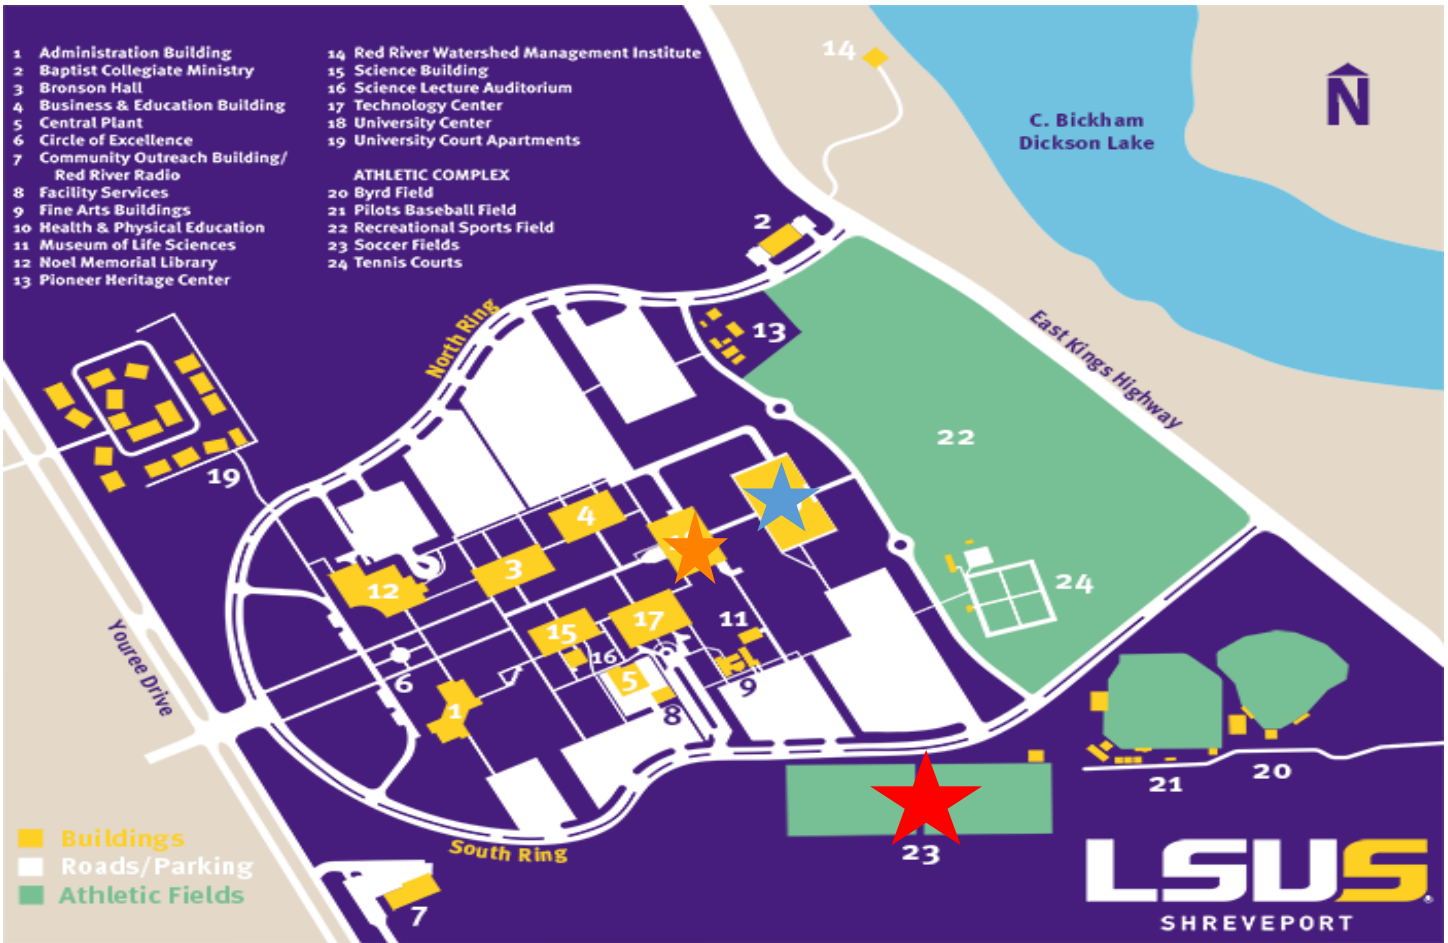 1 Administration Building
2 Baptist Collegiate Ministry
3 Bronson Hall
4 Business & Education Building
5 Central Plant
6 Circle of Excellence
7 Community Outreach Building/
Red River Radio
8 Facility Services
9 Fine Arts Buildings
10 Health & Physical Education
11 Museum of Life Sciences
12 Noel Memorial Library
13 Pioneer Heritage Center
14 Red River Watershed Management Institute
15 Science Building
16 Science Lecture Auditorium
17 Technology Center
18 University Center
19 University Court Apartments
ATHLETIC COMPLEX
20 Byrd Field
21 Pilots Baseball Field
22 Recreational Sports Field
23 Soccer Fields
24 Tennis Courts
14
N
C. Bickham
Dickson Lake
2
North Ring
13
East Kings Highway
22
19
4
3
12
24
17
11
15
16
5
9
6
1
8
Youree Drive
21
20
23
South Ring
7
Buildings
Roads/Parking
Athletic Fields
LSUS
®
SHREVEPORT